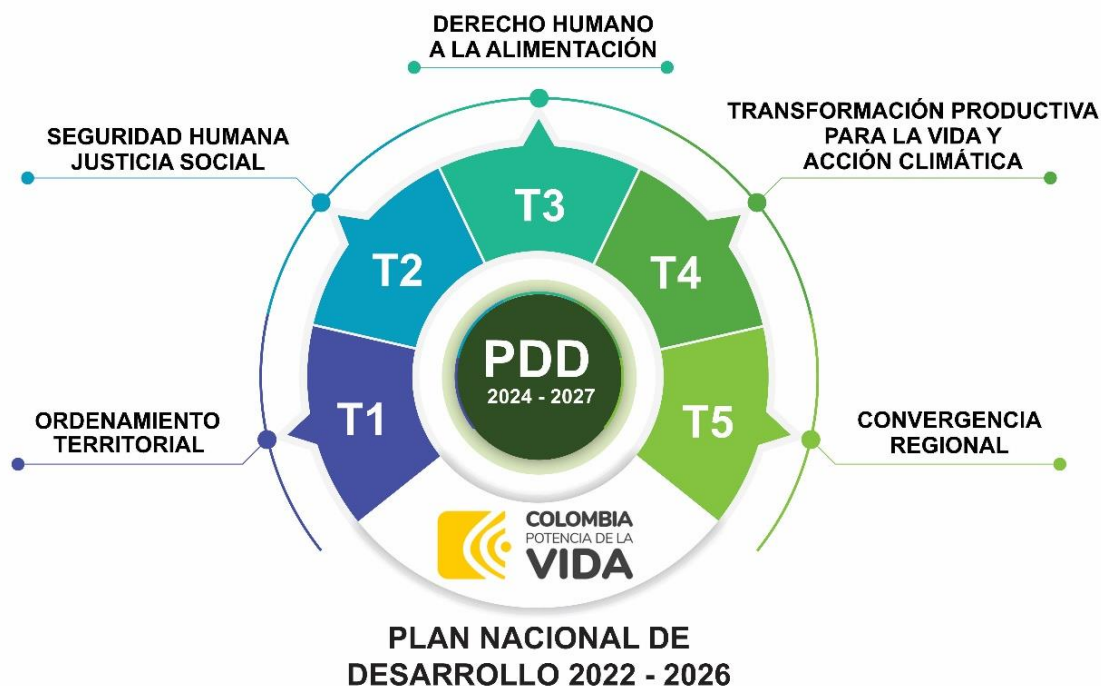 DERECHO HUMANO
A LA ALIMENTACIÓN
SEGURIDAD HUMANA
JUSTICIA SOCIAL
TRANSFORMACIÓN PRODUCTIVA
PARA LA VIDA Y
ACCIÓN CLIMÁTICA
T3
T2
T4
PDD
2024 - 2027
T1
T5
ORDENAMIENTO
TERRITORIAL
CONVERGENCIA
REGIONAL
COLOMBIA
POTENCIA DE LA
VIDA
PLAN NACIONAL DE
DESARROLLO 2022 - 2026